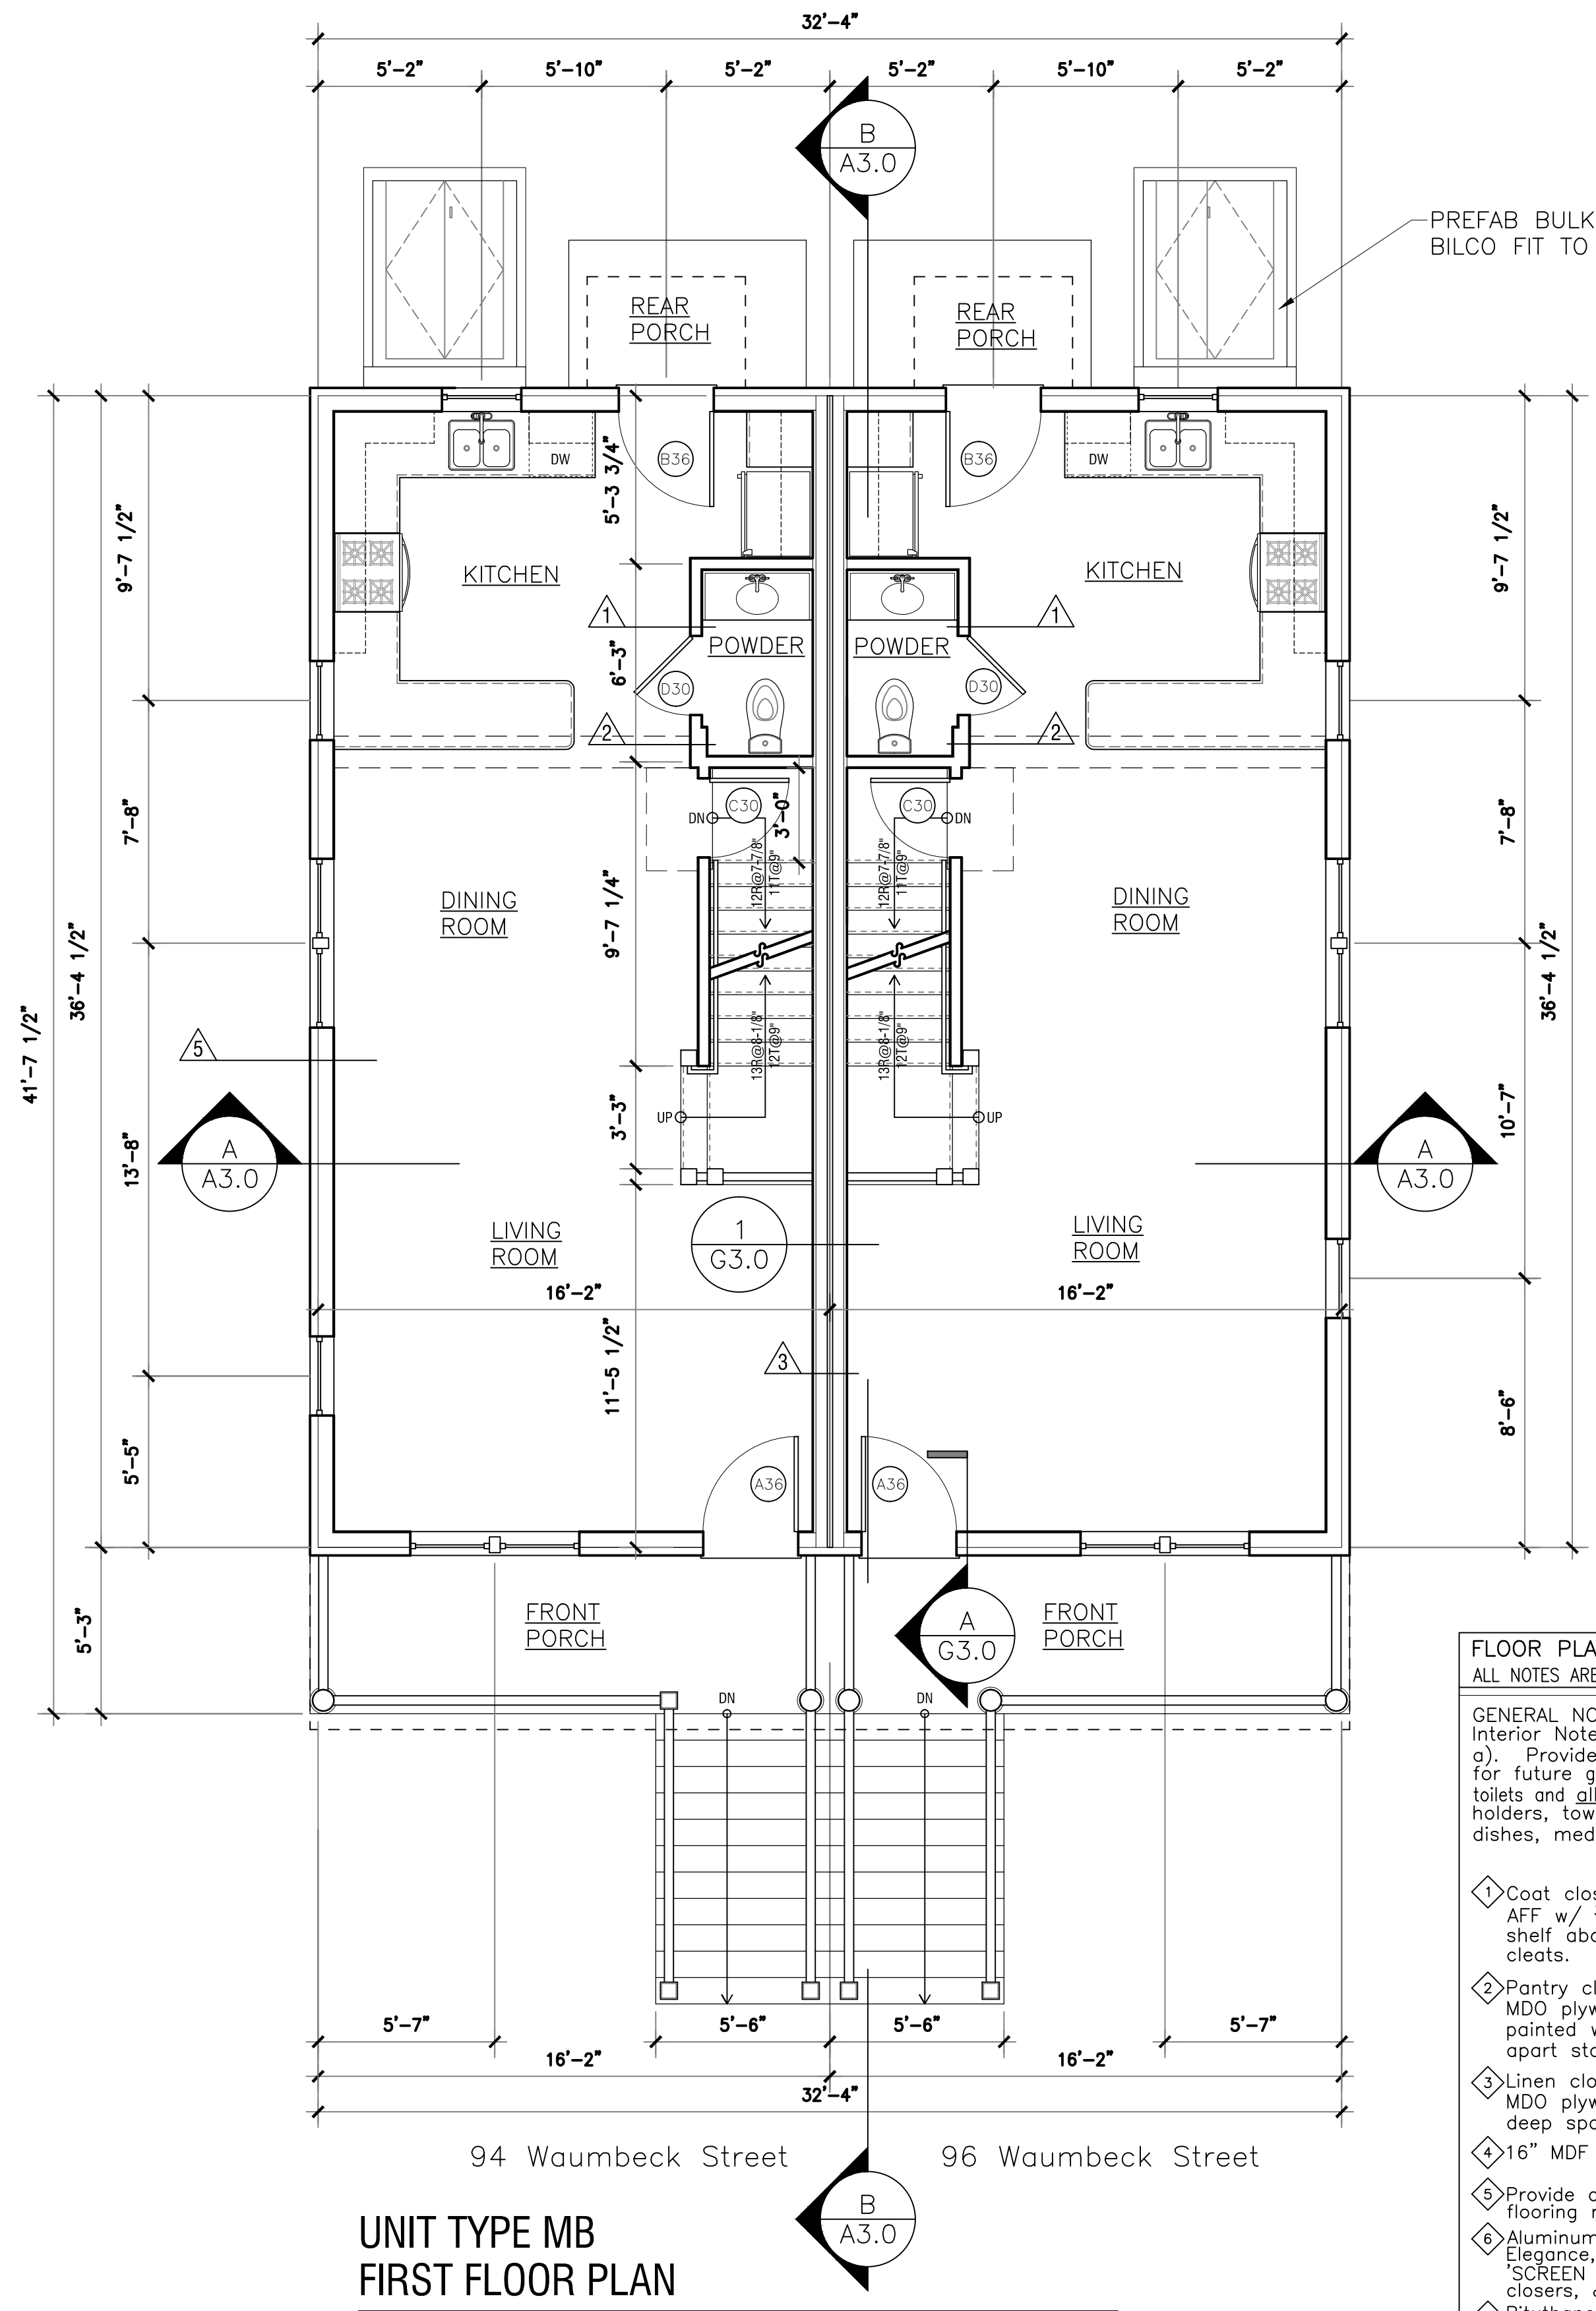 32'-4"
5'-2"
5'-10"
5'-2"
5'-2"
5'-10"
5'-2"
B
A3.0
PREFAB BULK
BILCO FIT TO
REAR
PORCH
REAR
PORCH
DW
B36
5'-3 3/4"
B36
DW
9'-7 1/2"
9'-7 1/2"
KITCHEN
KITCHEN
1
1
POWDER
POWDER
6'-3"
D30
D30
2
2
7'-8"
DN
C30
3'-0"
C30
DN
7'-8"
12R@7-7/8"
11T@9"
12R@7-7/8"
11T@9"
DINING
ROOM
DINING
ROOM
9'-7 1/4"
36'-4 1/2"
36'-4 1/2"
41'-7 1/2"
5
13R@8-1/8"
12T@9"
13R@8-1/8"
12T@9"
UP
UP
3'-3"
13'-8"
10'-7"
A
A3.0
A
A3.0
LIVING
ROOM
LIVING
ROOM
1
G3.0
16'-2"
16'-2"
11'-5 1/2"
3
8'-6"
5'-5"
A36
A36
5'-3"
FRONT
PORCH
A
G3.0
FRONT
PORCH
DN
DN
5'-7"
5'-6"
5'-6"
5'-7"
16'-2"
16'-2"
32'-4"
94 Waumbeck Street
96 Waumbeck Street
B
A3.0
UNIT TYPE MB
FIRST FLOOR PLAN
FLOOR PLA
ALL NOTES ARE
GENERAL NO
Interior Note
a). Provide
for future g
toilets and all
holders, tow
dishes, med
1 Coat clos
AFF w/
shelf abo
cleats.
2 Pantry cl
MDO plyw
painted w
apart sta
3 Linen clo
MDO plyw
deep spa
4 16" MDF
5 Provide
flooring
6 Aluminum
Elegance,
'SCREEN
closers,